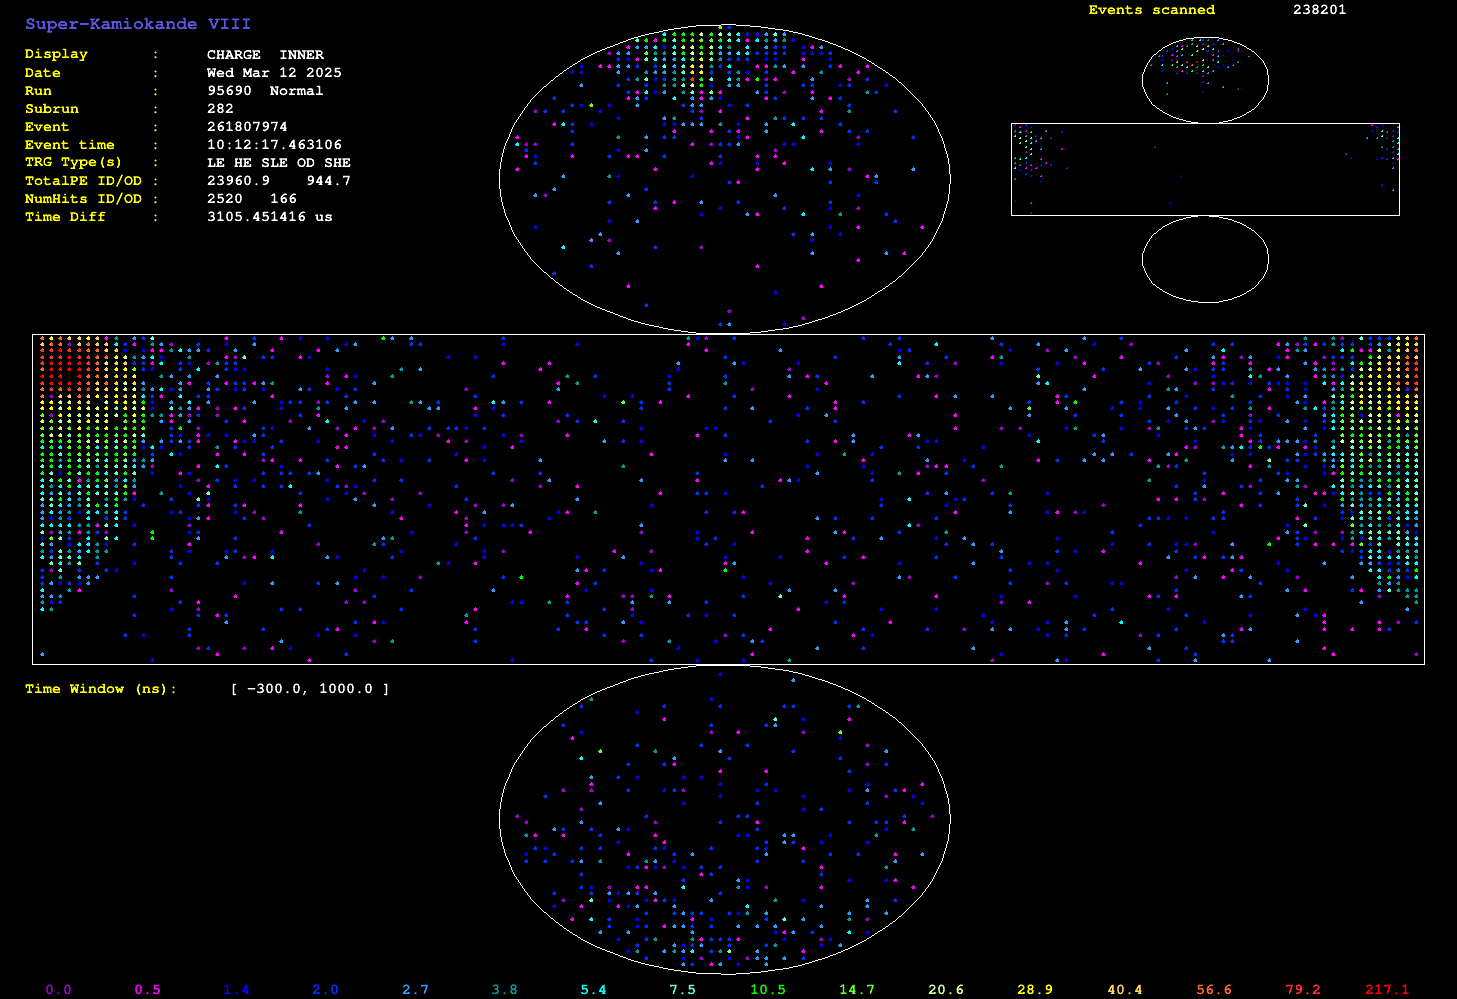 Super-Kamiokande VIII
Events scanned 238201
Display : CHARGE INNER
Date : Wed Mar 12 2025
Run : 95690 Normal
Subrun : 282
Event : 261807974
Event time : 10:12:17.463106
TRG Type(s) : LE HE SLE OD SHE
TotalPE ID/OD : 23960.9 944.7
NumHits ID/OD : 2520 166
Time Diff : 3105.451416 us
Time Window (ns): [ -300.0, 1000.0 ]
0.0 0.5 1.4 2.0 2.7 3.8 5.4 7.5 10.5 14.7 20.6 28.9 40.4 56.6 79.2 217.1